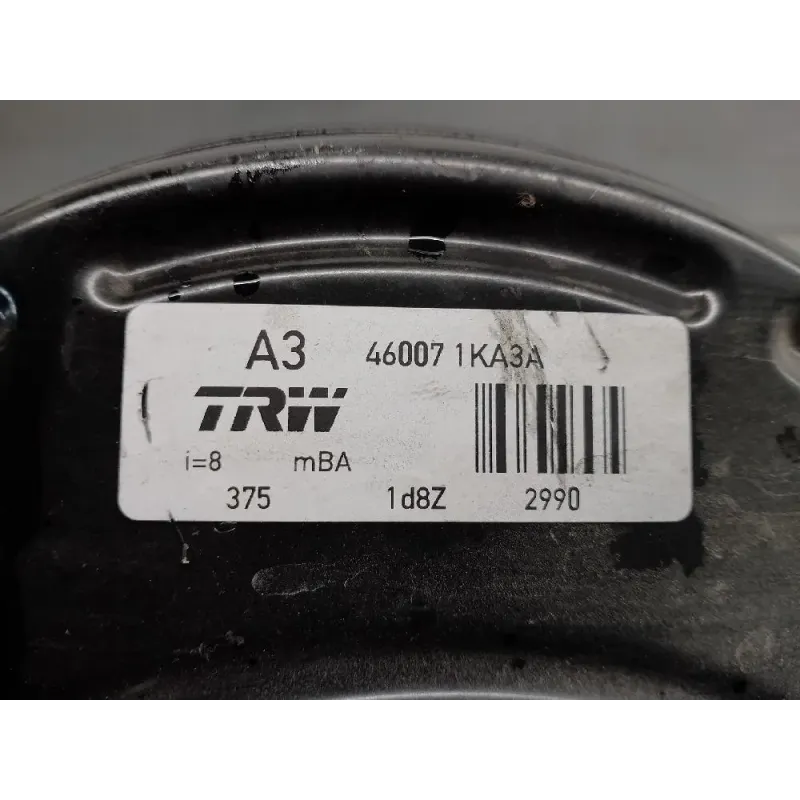 A3 46007 1KA3A
TRW
i=8 mBA
375 1d8Z 2990